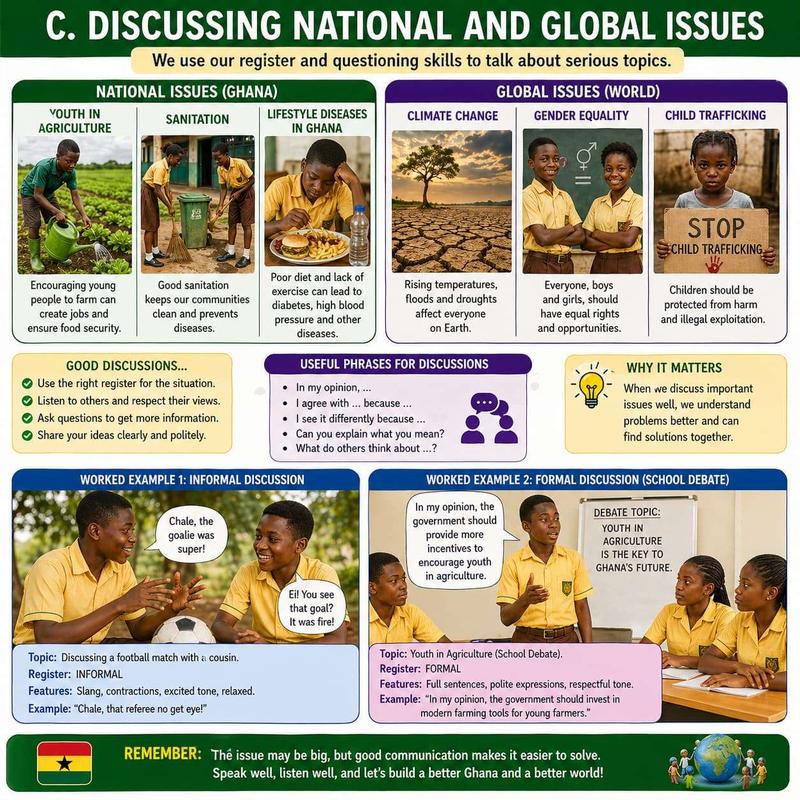 C. DISCUSSING NATIONAL AND GLOBAL ISSUES
We use our register and questioning skills to talk about serious topics.
NATIONAL ISSUES (GHANA)
YOUTH IN
AGRICULTURE
Encouraging young
people to farm can
create jobs and
ensure food security.
SANITATION
Good sanitation
keeps our communities
clean and prevents
diseases.
LIFESTYLE DISEASES
IN GHANA
Poor diet and lack of
exercise can lead to
diabetes, high blood
pressure and other
diseases.
GLOBAL ISSUES (WORLD)
CLIMATE CHANGE
Rising temperatures,
floods and droughts
affect everyone
on Earth.
GENDER EQUALITY
Everyone, boys
and girls, should
have equal rights
and opportunities.
CHILD TRAFFICKING
STOP
CHILD TRAFFICKING
Children should be
protected from harm
and illegal exploitation.
GOOD DISCUSSIONS...
Use the right register for the situation.
Listen to others and respect their views.
Ask questions to get more information.
Share your ideas clearly and politely.
USEFUL PHRASES FOR DISCUSSIONS
• In my opinion, ...
• I agree with ... because ...
• I see it differently because ...
• Can you explain what you mean?
• What do others think about ...?
WHY IT MATTERS
When we discuss important
issues well, we understand
problems better and can
find solutions together.
WORKED EXAMPLE 1: INFORMAL DISCUSSION
Chale, the
goalie was
super!
Ei! You see
that goal?
It was fire!
Topic: Discussing a football match with a cousin.
Register: INFORMAL
Features: Slang, contractions, excited tone, relaxed.
Example: "Chale, that referee no get eye!"
WORKED EXAMPLE 2: FORMAL DISCUSSION (SCHOOL DEBATE)
In my opinion, the
government should
provide more
incentives to
encourage youth
in agriculture.
DEBATE TOPIC:
YOUTH IN
AGRICULTURE
IS THE KEY TO
GHANA'S FUTURE.
Topic: Youth in Agriculture (School Debate).
Register: FORMAL
Features: Full sentences, polite expressions, respectful tone.
Example: "In my opinion, the government should invest in
modern farming tools for young farmers."
REMEMBER: The issue may be big, but good communication makes it easier to solve.
Speak well, listen well, and let's build a better Ghana and a better world!